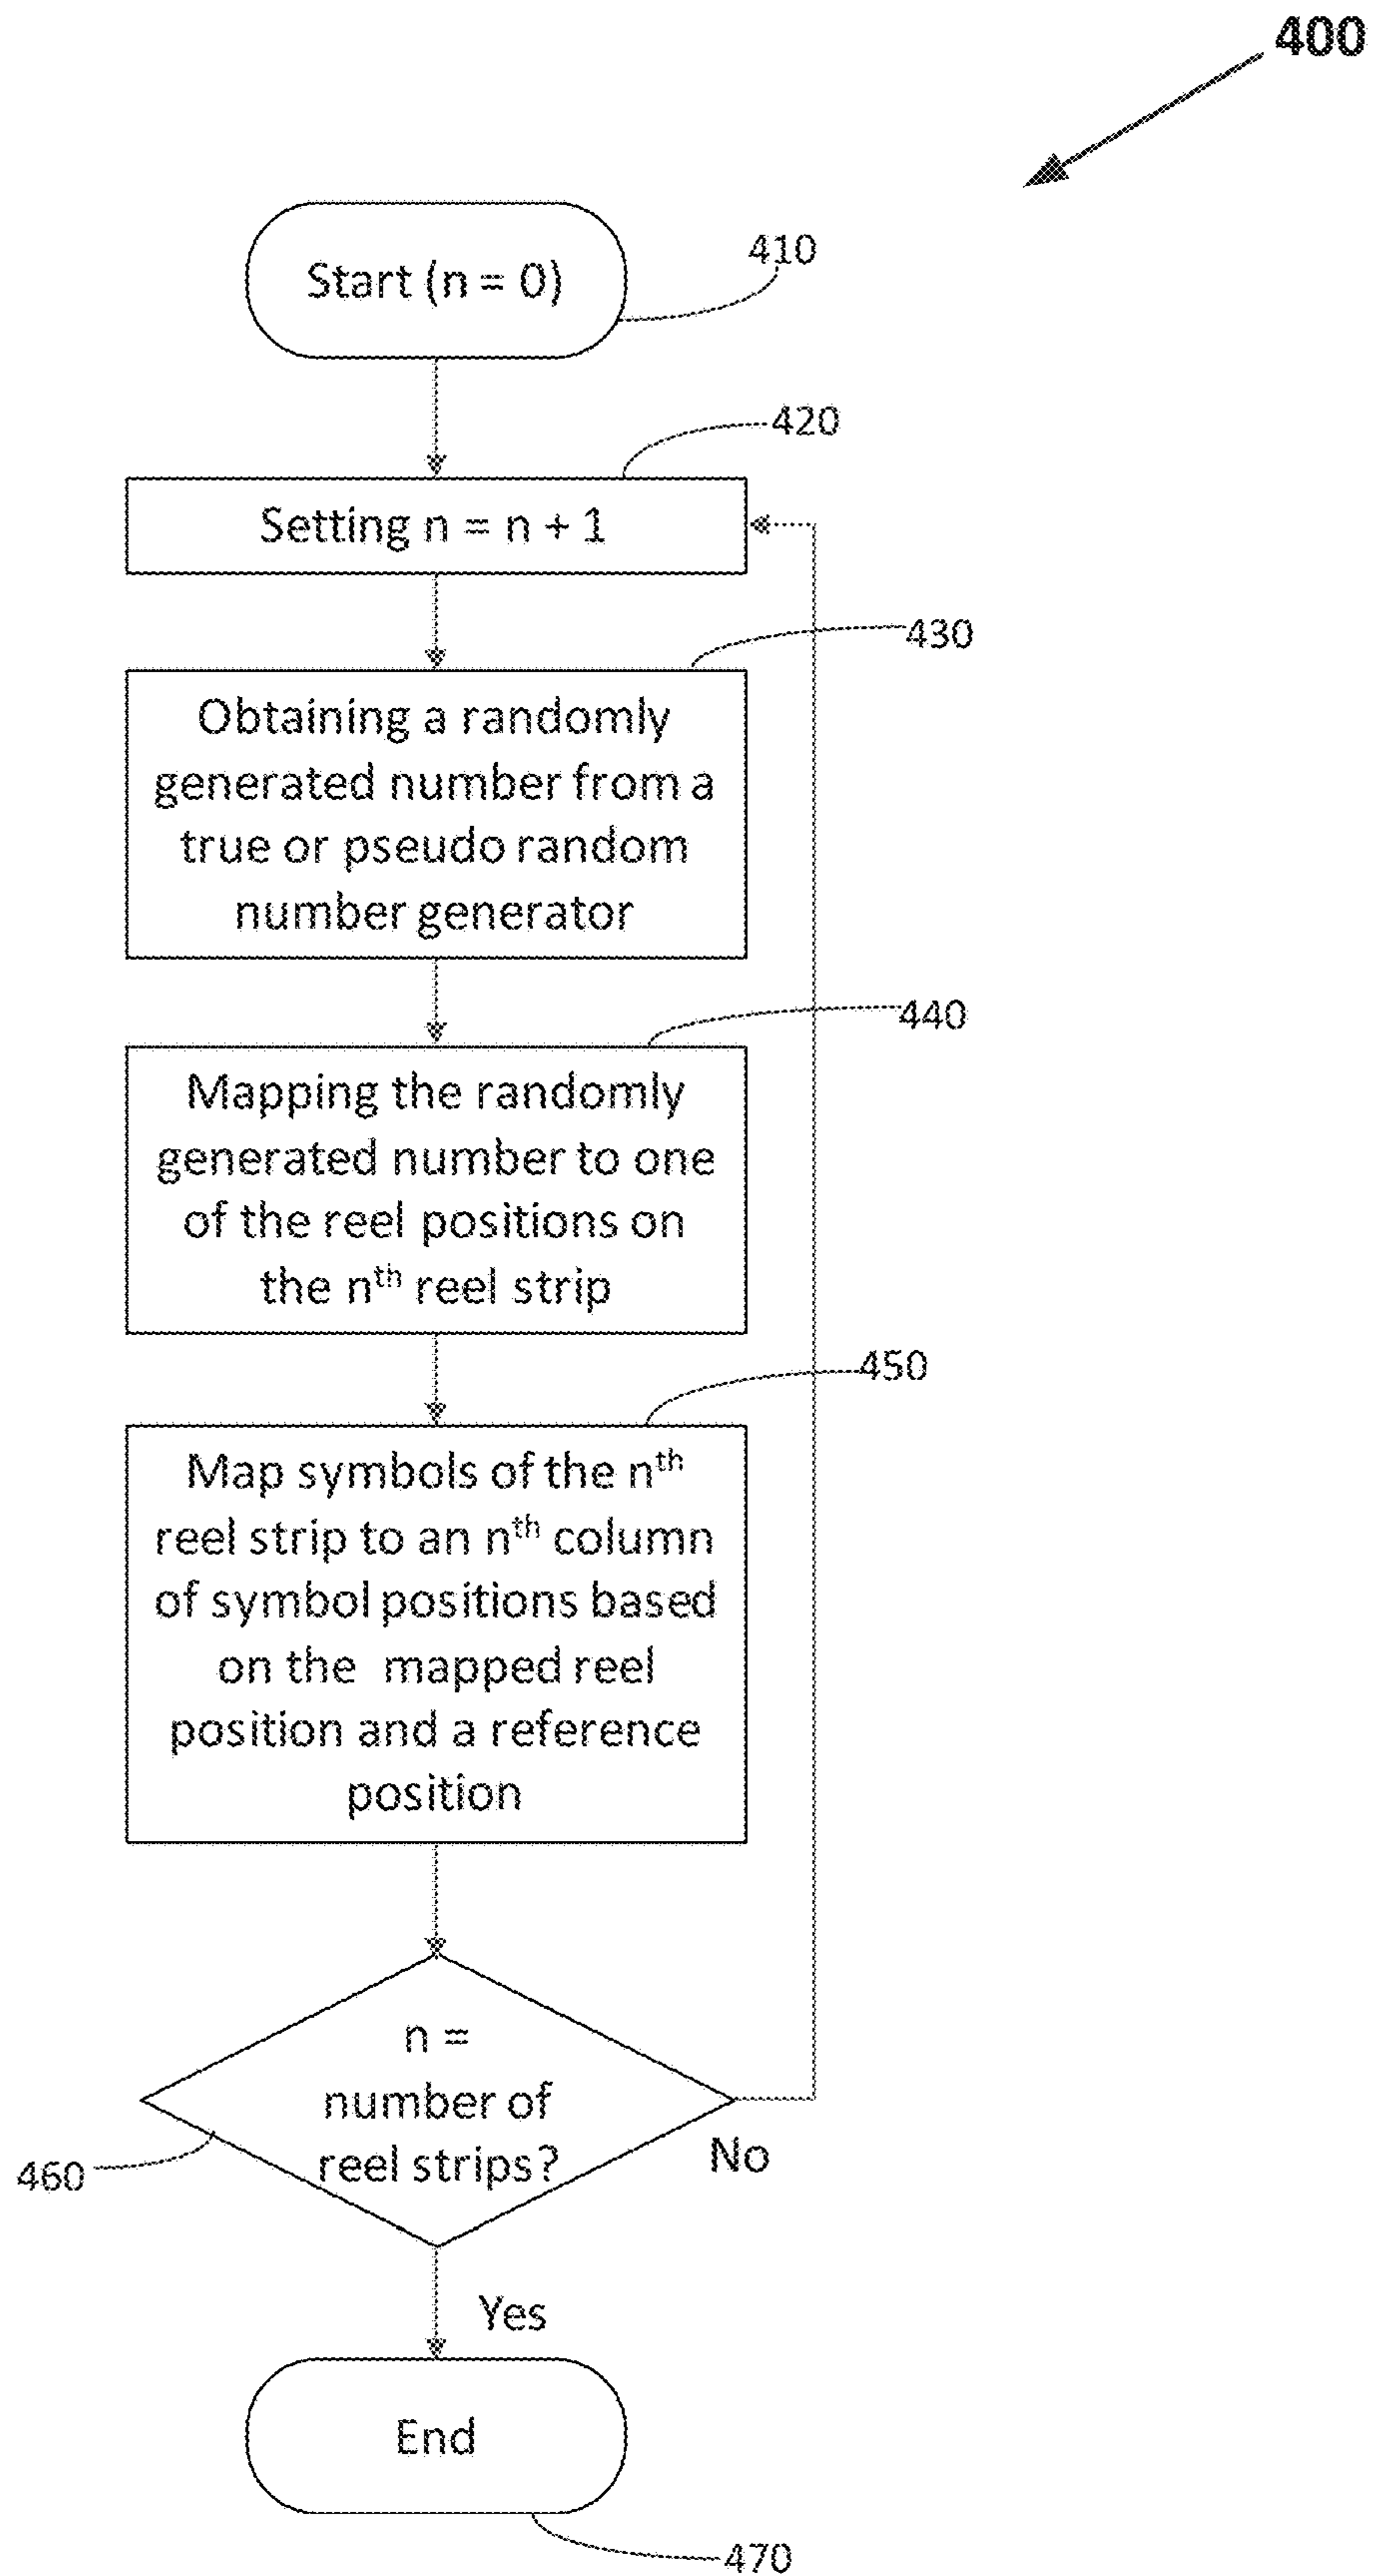 400
Start (n = 0)
410
420
Setting n = n + 1
430
Obtaining a randomly
generated number from a
true or pseudo random
number generator
440
Mapping the randomly
generated number to one
of the reel positions on
the nth reel strip
450
Map symbols of the nth
reel strip to an nth column
of symbol positions based
on the mapped reel
position and a reference
position
n =
number of
reel strips?
No
460
Yes
End
470